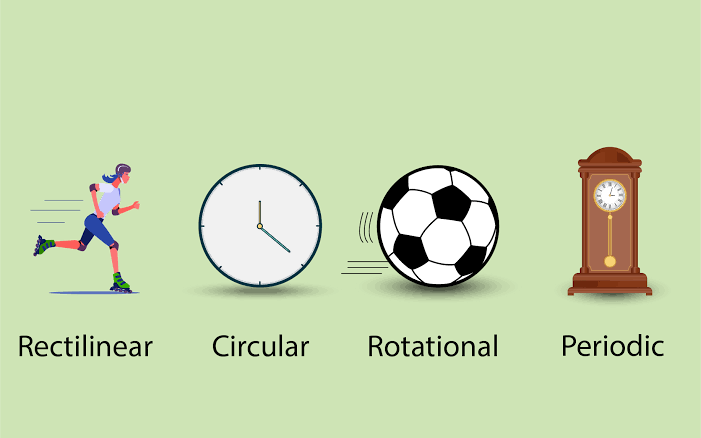 Rectilinear
Circular
Rotational
Periodic